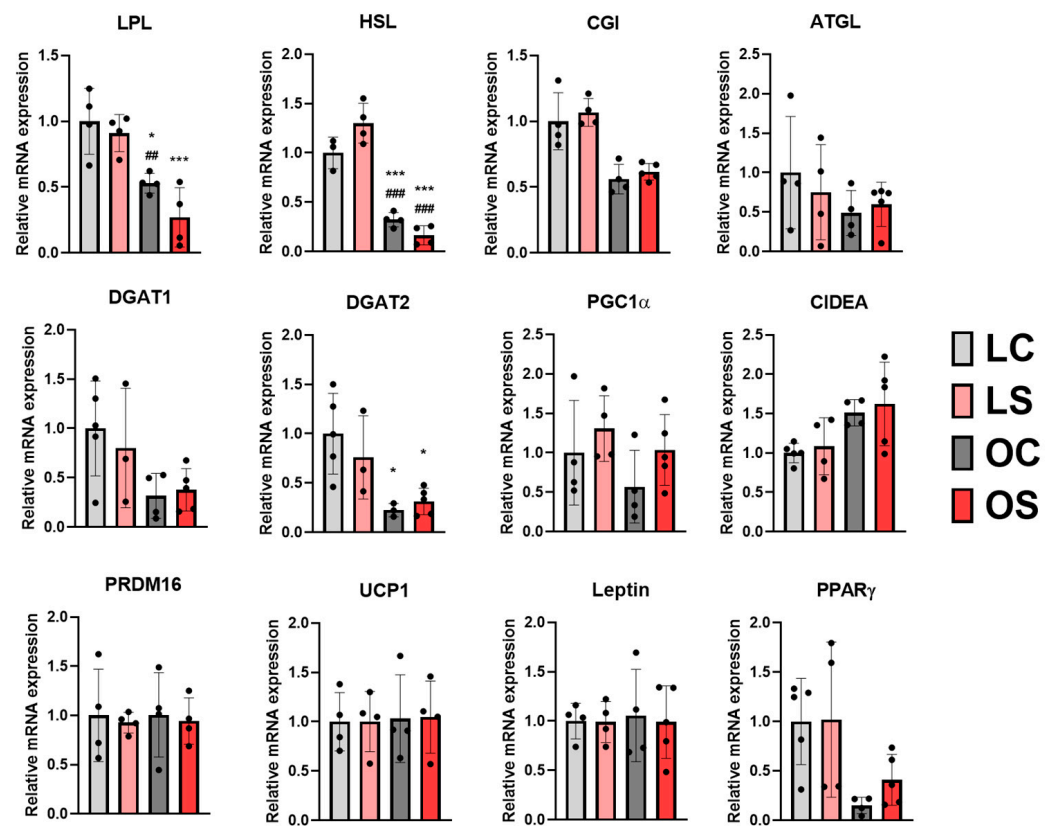 LPL
Relative mRNA expression
1.5
1.0
0.5
0.0
*
##
***
HSL
Relative mRNA expression
2.0
1.5
1.0
0.5
0.0
***
###
***
###
CGI
Relative mRNA expression
1.5
1.0
0.5
0.0
ATGL
Relative mRNA expression
2.5
2.0
1.5
1.0
0.5
0.0
DGAT1
Relative mRNA expression
2.0
1.5
1.0
0.5
0.0
DGAT2
Relative mRNA expression
2.0
1.5
1.0
0.5
0.0
*
*
PGC1α
Relative mRNA expression
2.5
2.0
1.5
1.0
0.5
0.0
CIDEA
Relative mRNA expression
2.5
2.0
1.5
1.0
0.5
0.0
LC
LS
OC
OS
PRDM16
Relative mRNA expression
2.0
1.5
1.0
0.5
0.0
UCP1
Relative mRNA expression
2.0
1.5
1.0
0.5
0.0
Leptin
Relative mRNA expression
2.0
1.5
1.0
0.5
0.0
PPARγ
Relative mRNA expression
2.0
1.5
1.0
0.5
0.0